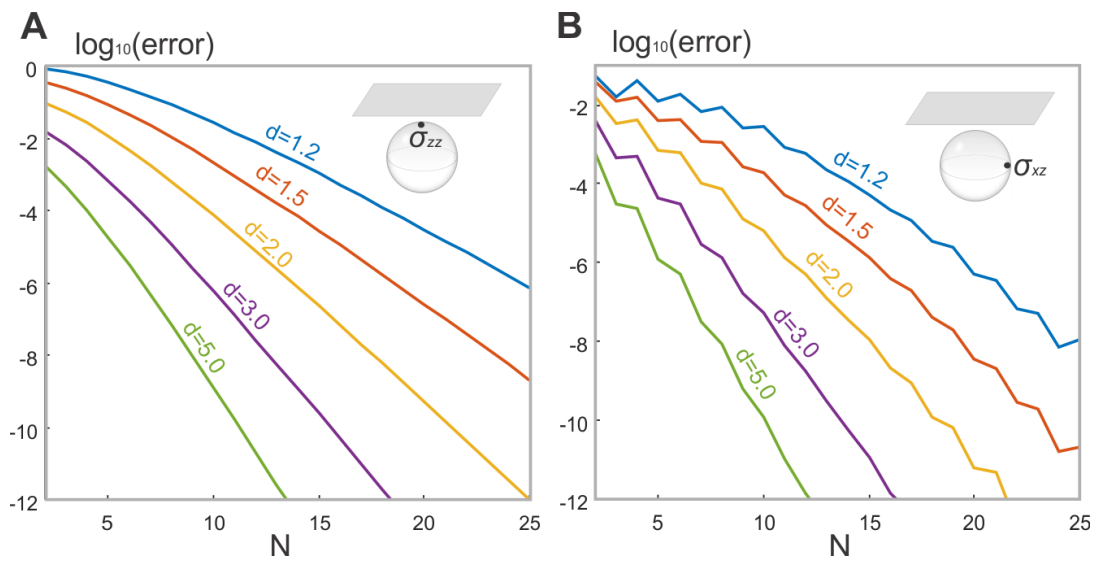 A
log₁₀(error)
0
-2
-4
-6
-8
-10
-12
5
10
15
20
25
N
σzz
d=1.2
d=1.5
d=2.0
d=3.0
d=5.0
B
log₁₀(error)
-2
-4
-6
-8
-10
-12
5
10
15
20
25
N
σxz
d=1.2
d=1.5
d=2.0
d=3.0
d=5.0